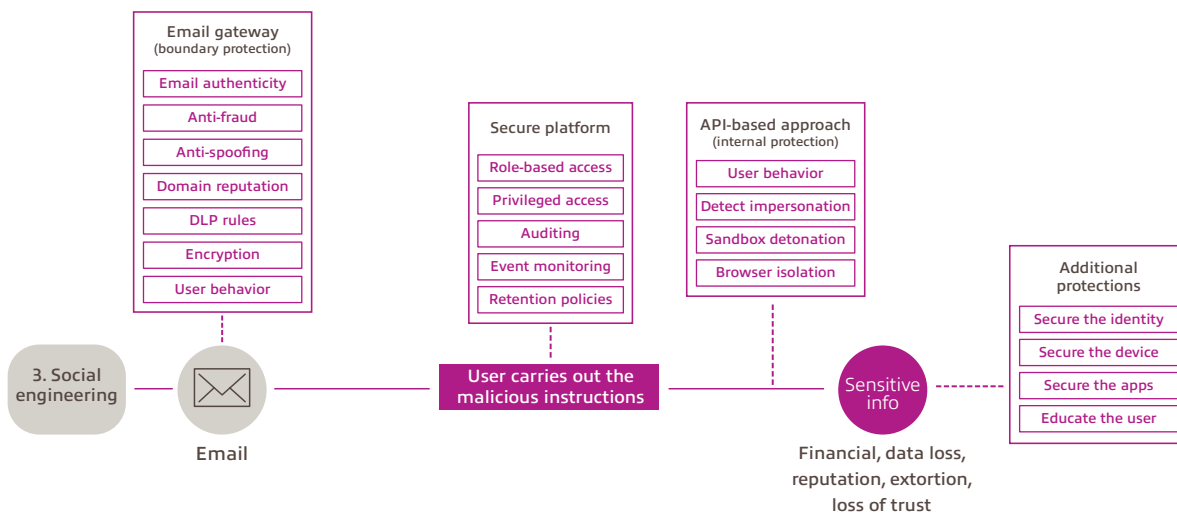 Email gateway
(boundary protection)
Email authenticity
Anti-fraud
Anti-spoofing
Domain reputation
DLP rules
Encryption
User behavior
Secure platform
Role-based access
Privileged access
Auditing
Event monitoring
Retention policies
API-based approach
(internal protection)
User behavior
Detect impersonation
Sandbox detonation
Browser isolation
Additional
protections
Secure the identity
Secure the device
Secure the apps
Educate the user
3. Social
engineering
Email
User carries out the
malicious instructions
Sensitive
info
Financial, data loss,
reputation, extortion,
loss of trust